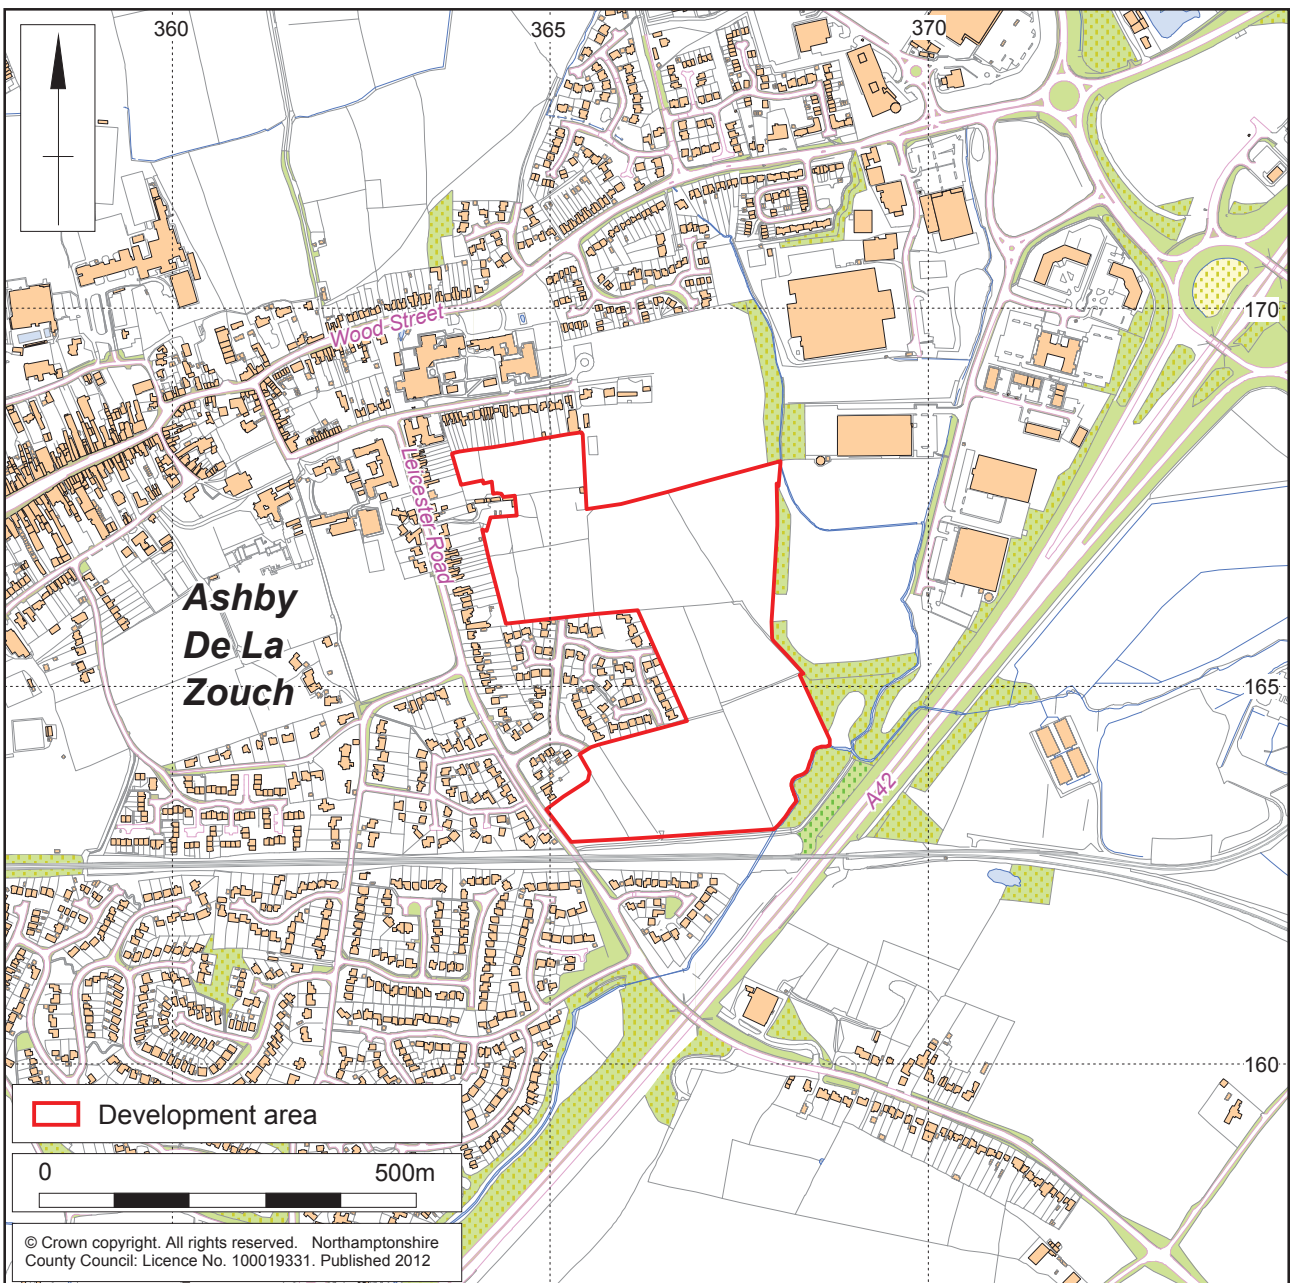 360
365
370
Wood Street
170
Leicester Road
Ashby
De La
Zouch
165
A42
160
Development area
0 500m
© Crown copyright. All rights reserved. Northamptonshire
County Council: Licence No. 100019331. Published 2012